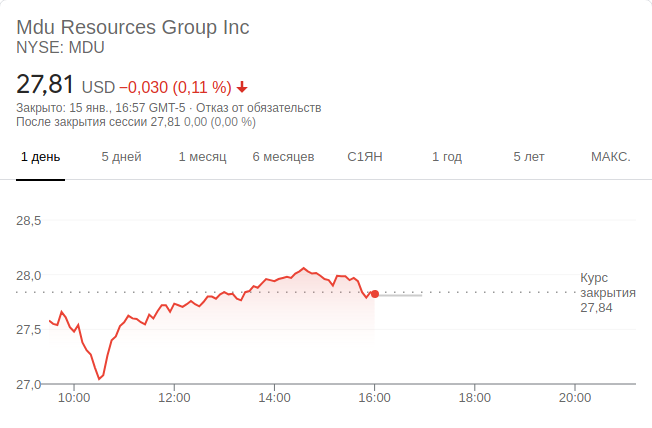 Mdu Resources Group Inc
NYSE: MDU
27,81 USD −0,030 (0,11 %)
Закрыто: 15 янв., 16:57 GMT-5 · Отказ от обязательств
После закрытия сессии 27,81 0,00 (0,00 %)
1 день 5 дней 1 месяц 6 месяцев С1ЯН 1 год 5 лет МАКС.
28,5
28,0
Курс
закрытия
27,84
27,5
27,0
10:00 12:00 14:00 16:00 18:00 20:00